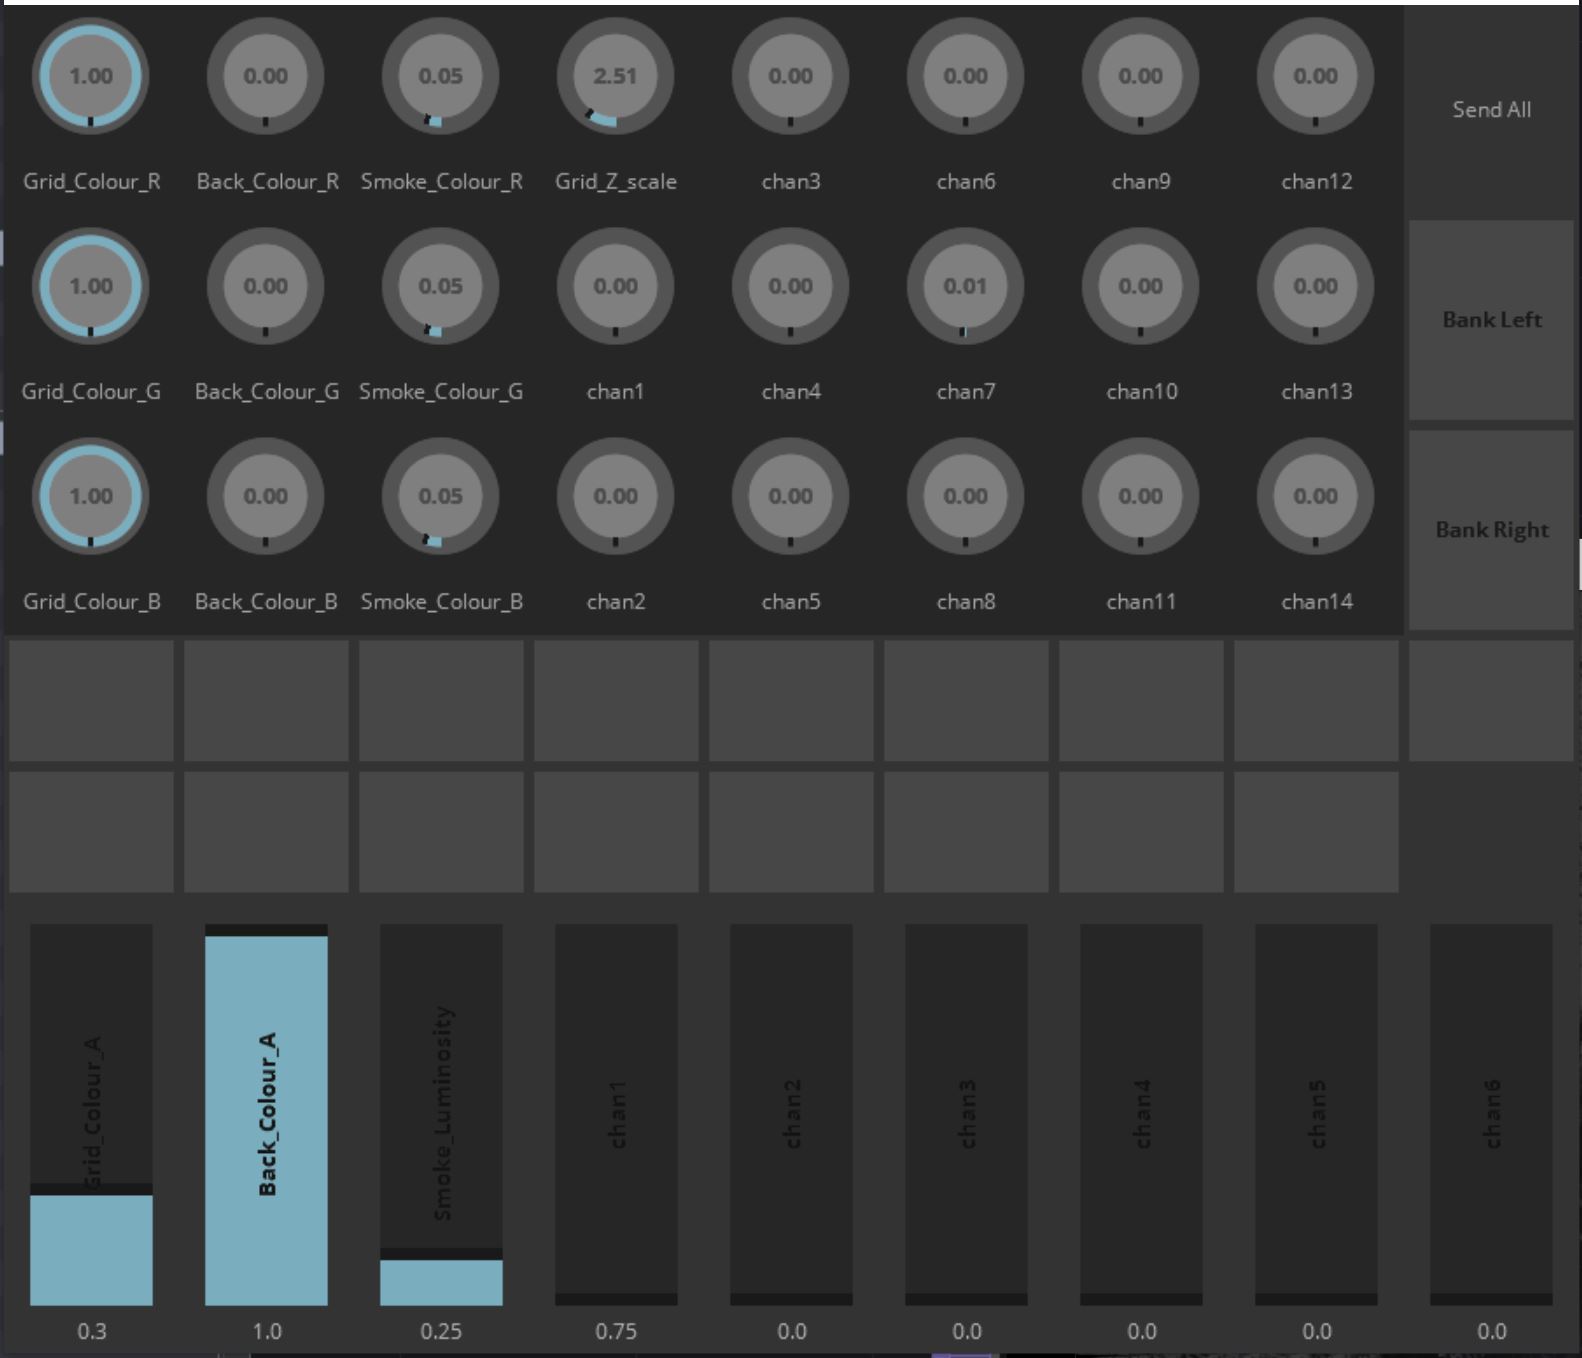 1.00 0.00 0.05 2.51 0.00 0.00 0.00 0.00
Send All
Grid_Colour_R Back_Colour_R Smoke_Colour_R Grid_Z_scale chan3 chan6 chan9 chan12
1.00 0.00 0.05 0.00 0.00 0.01 0.00 0.00
Bank Left
Grid_Colour_G Back_Colour_G Smoke_Colour_G chan1 chan4 chan7 chan10 chan13
1.00 0.00 0.05 0.00 0.00 0.00 0.00 0.00
Bank Right
Grid_Colour_B Back_Colour_B Smoke_Colour_B chan2 chan5 chan8 chan11 chan14
Grid_Colour_A
Back_Colour_A
Smoke_Luminosity
chan1
chan2
chan3
chan4
chan5
chan6
0.3 1.0 0.25 0.75 0.0 0.0 0.0 0.0 0.0